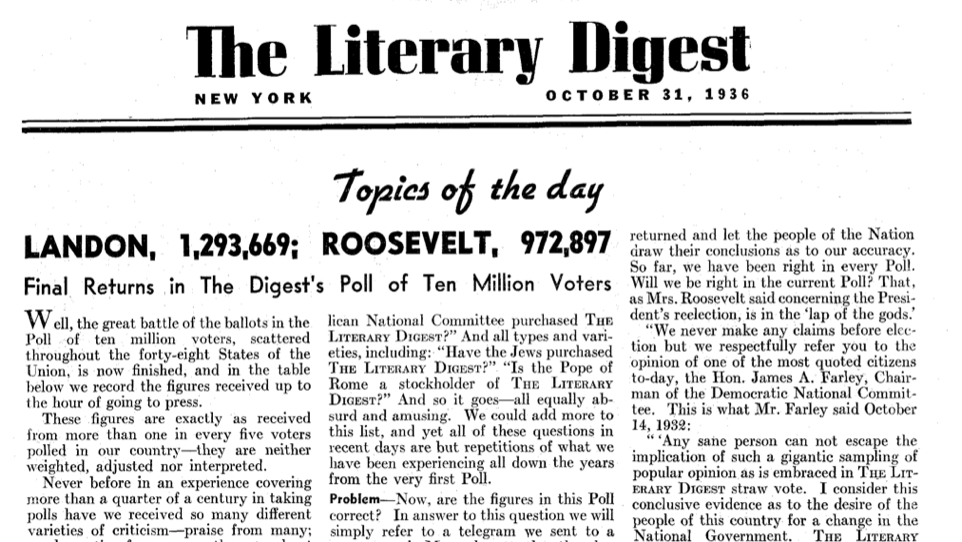 The Literary Digest
NEW YORK
OCTOBER 31, 1936
Topics of the day
LANDON, 1,293,669; ROOSEVELT, 972,897
Final Returns in The Digest's Poll of Ten Million Voters
Well, the great battle of the ballots in the
Poll of ten million voters, scattered
throughout the forty-eight States of the
Union, is now finished, and in the table
below we record the figures received up to
the hour of going to press.
These figures are exactly as received
from more than one in every five voters
polled in our country—they are neither
weighted, adjusted nor interpreted.
Never before in an experience covering
more than a quarter of a century in taking
polls have we received so many different
varieties of criticism—praise from many;
lican National Committee purchased THE
LITERARY DIGEST?" And all types and vari-
eties, including: "Have the Jews purchased
THE LITERARY DIGEST?" "Is the Pope of
Rome a stockholder of THE LITERARY
DIGEST?" And so it goes—all equally ab-
surd and amusing. We could add more to
this list, and yet all of these questions in
recent days are but repetitions of what we
have been experiencing all down the years
from the very first Poll.
Problem—Now, are the figures in this Poll
correct? In answer to this question we will
simply refer to a telegram we sent to a
returned and let the people of the Nation
draw their conclusions as to our accuracy.
So far, we have been right in every Poll.
Will we be right in the current Poll? That,
as Mrs. Roosevelt said concerning the Presi-
dent's reelection, is in the 'lap of the gods.'
"We never make any claims before elec-
tion but we respectfully refer you to the
opinion of one of the most quoted citizens
to-day, the Hon. James A. Farley, Chair-
man of the Democratic National Commit-
tee. This is what Mr. Farley said October
14, 1932:
" 'Any sane person can not escape the
implication of such a gigantic sampling of
popular opinion as is embraced in THE LIT-
ERARY DIGEST straw vote. I consider this
conclusive evidence as to the desire of the
people of this country for a change in the
National Government. THE LITERARY